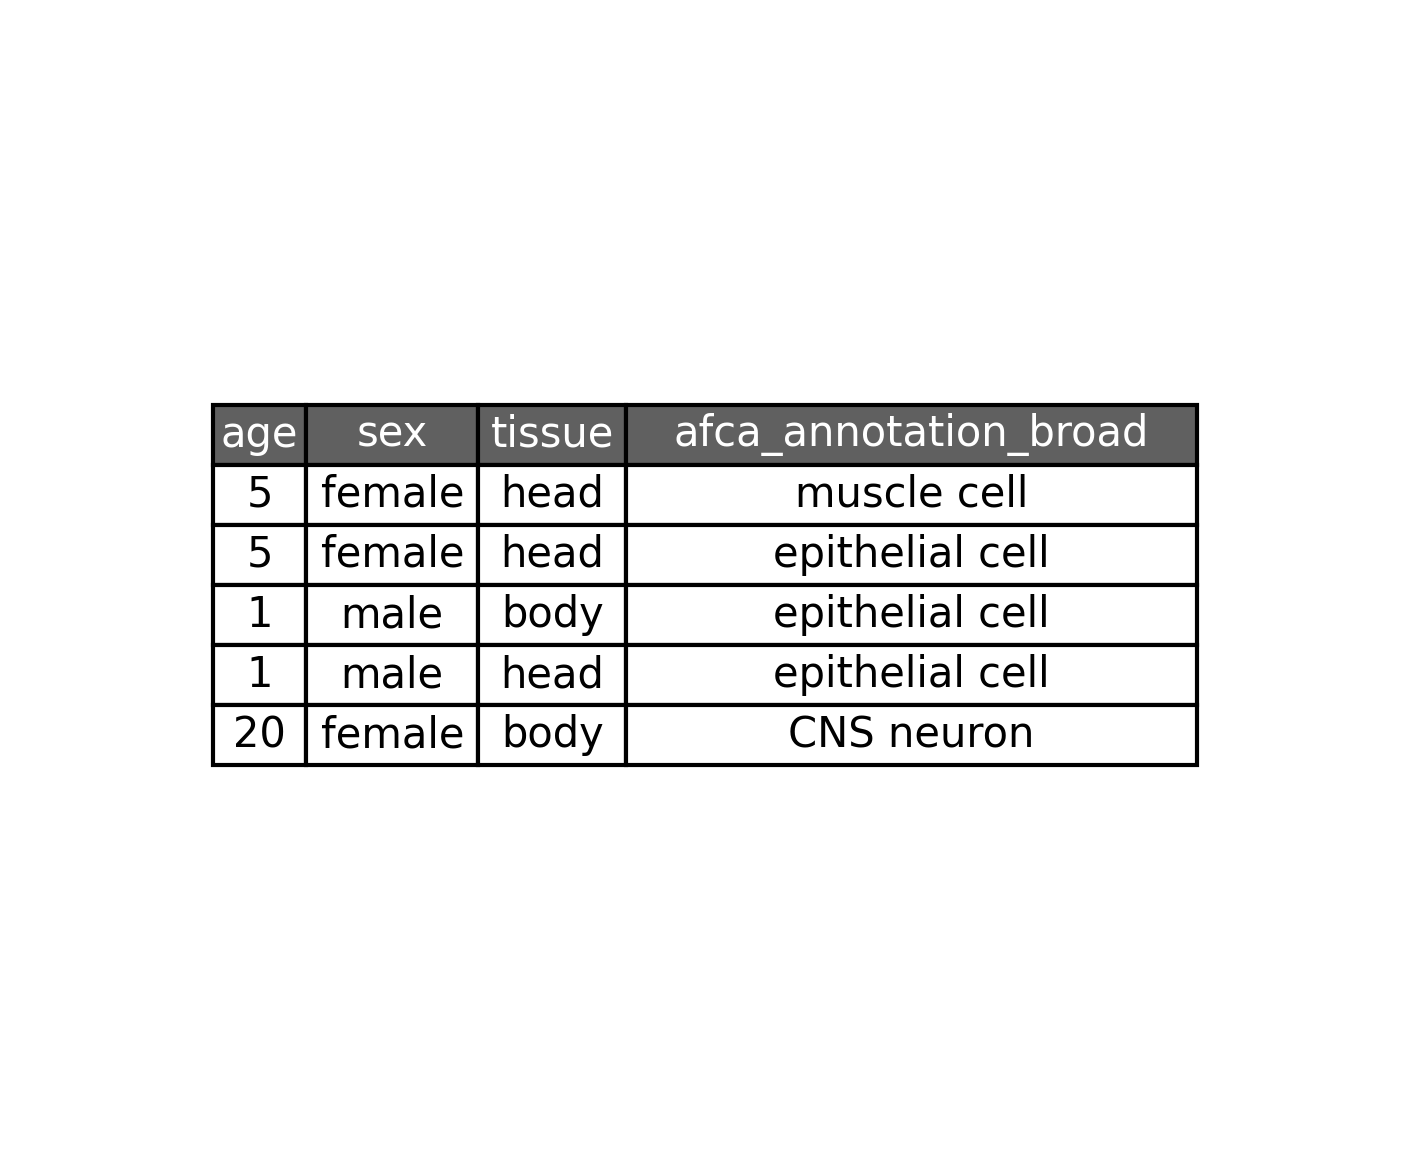 age sex tissue afca_annotation_broad
5 female head muscle cell
5 female head epithelial cell
1 male body epithelial cell
1 male head epithelial cell
20 female body CNS neuron